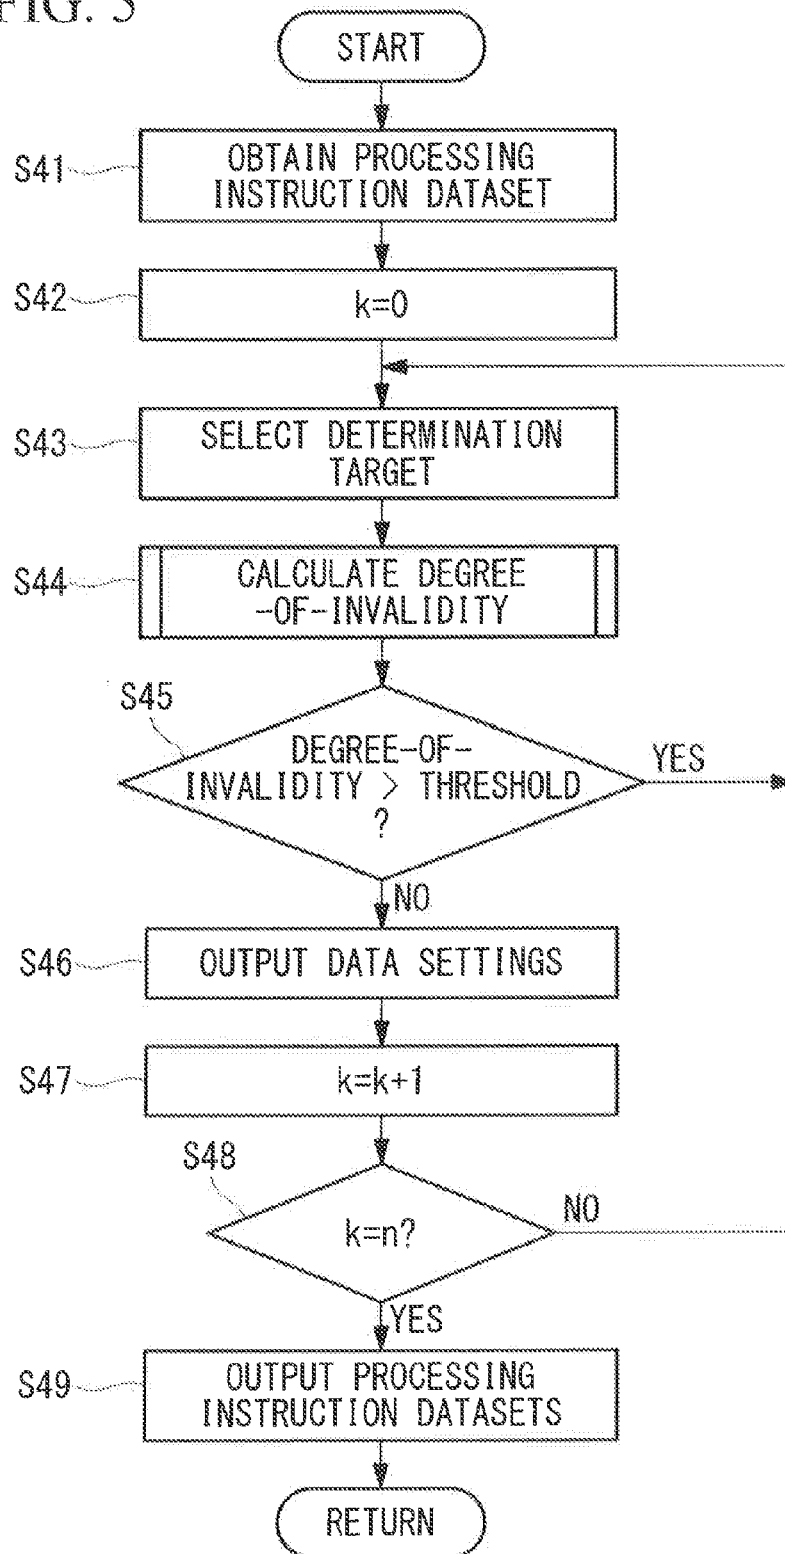 FIG. 5
START
S41
OBTAIN PROCESSING
INSTRUCTION DATASET
S42
k=0
S43
SELECT DETERMINATION
TARGET
S44
CALCULATE DEGREE
-OF-INVALIDITY
S45
DEGREE-OF-
INVALIDITY > THRESHOLD
?
YES
NO
S46
OUTPUT DATA SETTINGS
S47
k=k+1
S48
k=n?
NO
YES
S49
OUTPUT PROCESSING
INSTRUCTION DATASETS
RETURN